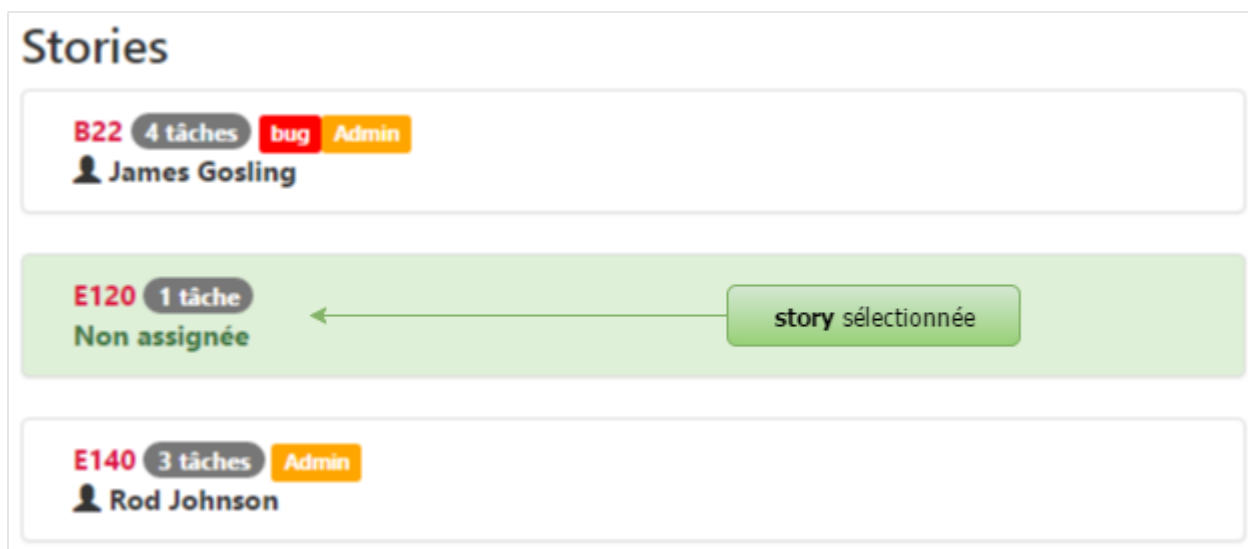 Stories
B22 4 tâches bug Admin
James Gosling
E120 1 tâche
Non assignée
story sélectionnée
E140 3 tâches Admin
Rod Johnson